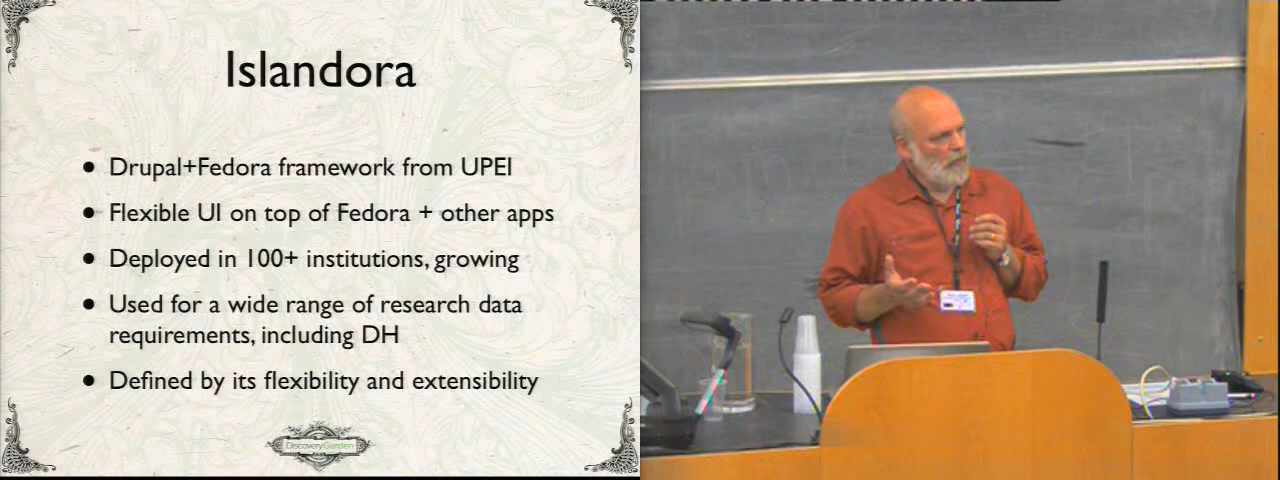 Islandora
• Drupal+Fedora framework from UPEI
• Flexible UI on top of Fedora + other apps
• Deployed in 100+ institutions, growing
• Used for a wide range of research data
requirements, including DH
• Defined by its flexibility and extensibility
DiscoveryGarden